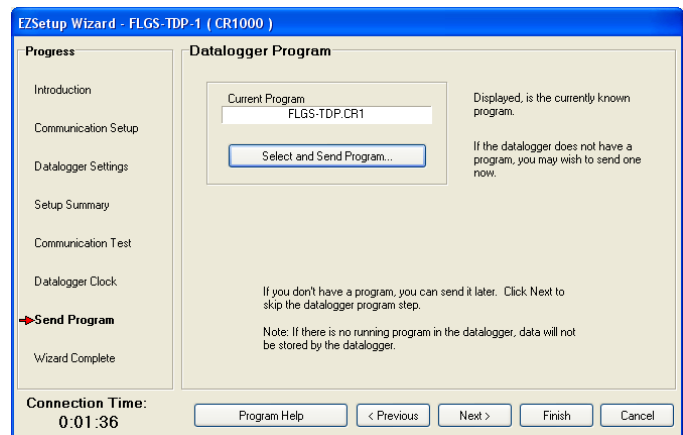 EZSetup Wizard - FLGS-TDP-1 ( CR1000 )
Progress
Introduction
Communication Setup
Datalogger Settings
Setup Summary
Communication Test
Datalogger Clock
Send Program
Wizard Complete
Connection Time:
0:01:36
Datalogger Program
Current Program
FLGS-TDP.CR1
Select and Send Program...
Displayed, is the currently known
program.
If the datalogger does not have a
program, you may wish to send one
now.
If you don't have a program, you can send it later. Click Next to
skip the datalogger program step.
Note: If there is no running program in the datalogger, data will not
be stored by the datalogger.
Program Help
< Previous
Next >
Finish
Cancel